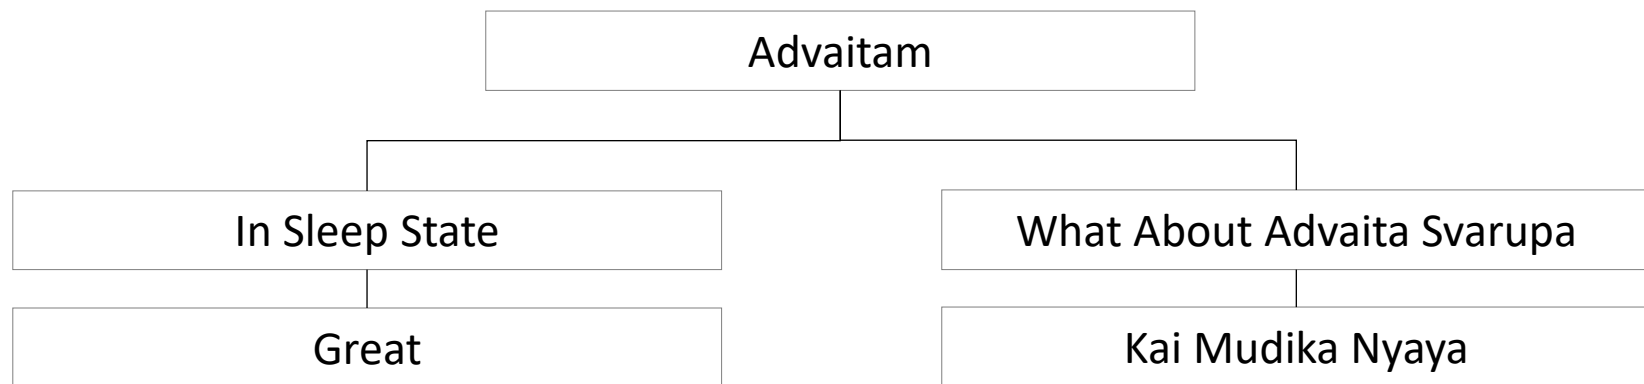 Advaitam
In Sleep State
What About Advaita Svarupa
Great
Kai Mudika Nyaya